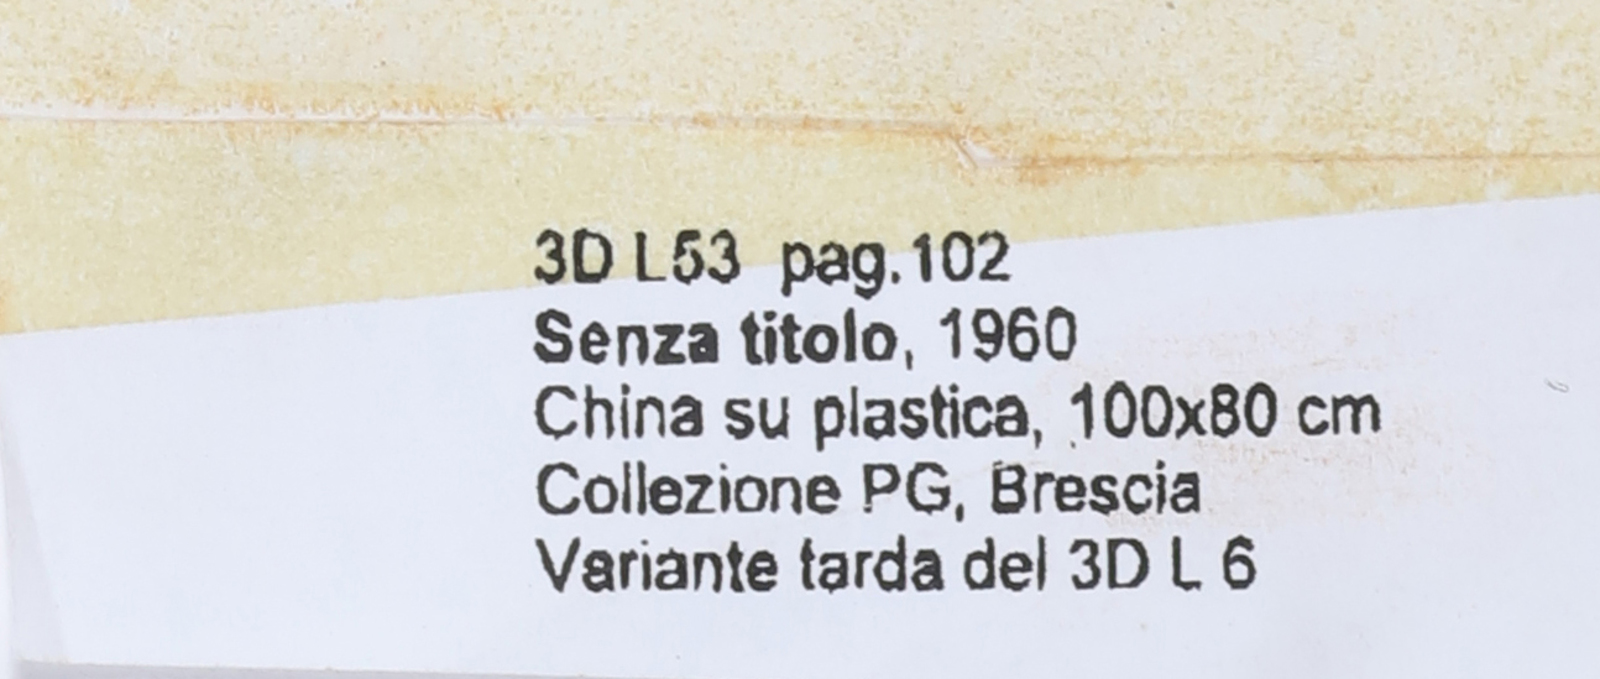 3D L53 pag.102
Senza titolo, 1960
China su plastica, 100x80 cm
Collezione PG, Brescia
Variante tarda del 3D L 6